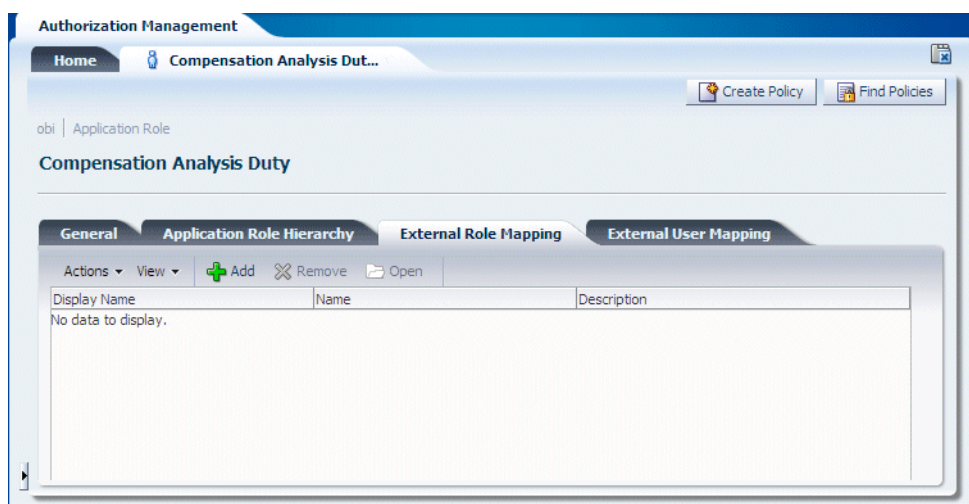 Authorization Management
Home Compensation Analysis Dut...
Create Policy Find Policies
obi | Application Role
Compensation Analysis Duty
General Application Role Hierarchy External Role Mapping External User Mapping
Actions View Add Remove Open
Display Name Name Description
No data to display.